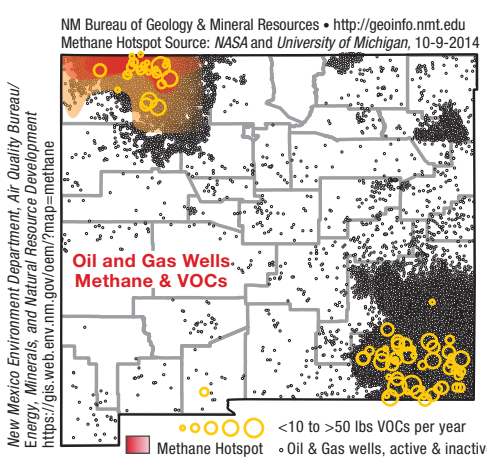 NM Bureau of Geology & Mineral Resources • http://geoinfo.nmt.edu
Methane Hotspot Source: NASA and University of Michigan, 10-9-2014
New Mexico Environment Department, Air Quality Bureau/
Energy, Minerals, and Natural Resource Development
https://gis.web.env.nm.gov/oem/?map=methane
Oil and Gas Wells
Methane & VOCs
<10 to >50 lbs VOCs per year
Methane Hotspot
Oil & Gas wells, active & inactiv